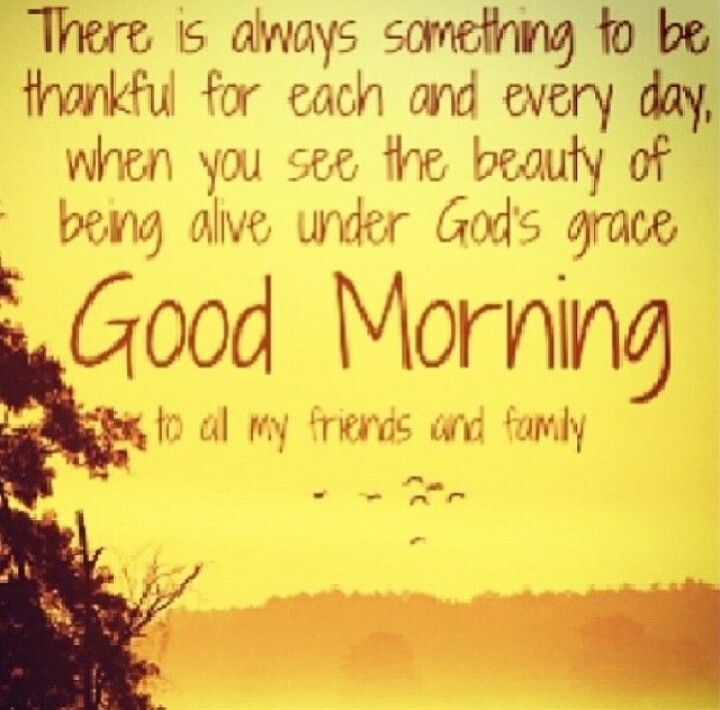 There is always something to be
thankful for each and every day,
when you see the beauty of
being alive under God's grace
Good Morning
to all my friends and family